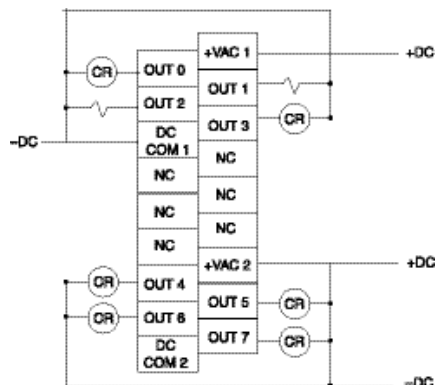 +VAC 1
+DC
CR
OUT 0
OUT 1
OUT 2
OUT 3
CR
-DC
DC
COM 1
NC
NC
NC
NC
NC
NC
+VAC 2
+DC
CR
OUT 4
OUT 5
CR
CR
OUT 6
OUT 7
CR
DC
COM 2
-DC